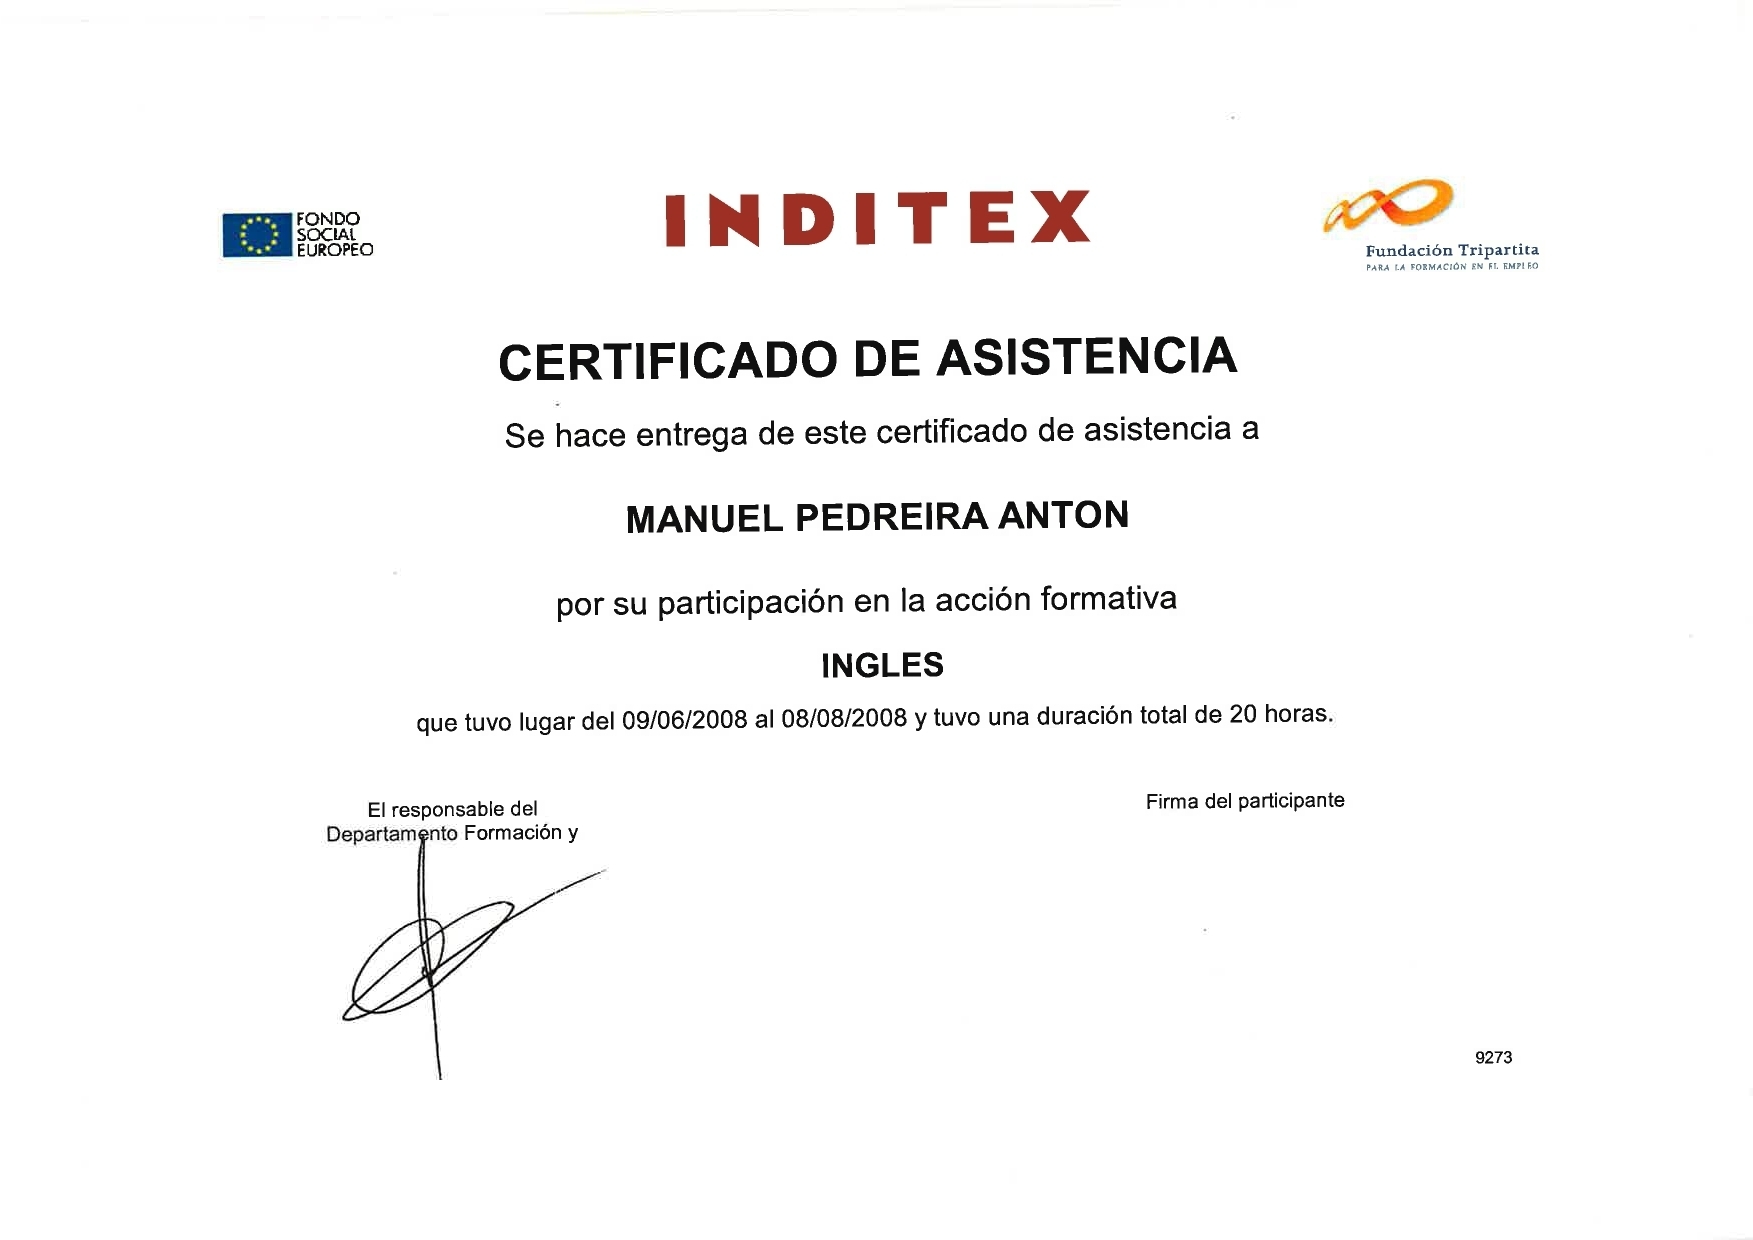 FONDO
SOCIAL
EUROPEO
INDITEX
Fundación Tripartita
PARA LA FORMACIÓN EN EL EMPLEO
CERTIFICADO DE ASISTENCIA
Se hace entrega de este certificado de asistencia a
MANUEL PEDREIRA ANTON
por su participación en la acción formativa
INGLES
que tuvo lugar del 09/06/2008 al 08/08/2008 y tuvo una duración total de 20 horas.
El responsable del
Departamento Formación y
Firma del participante
9273